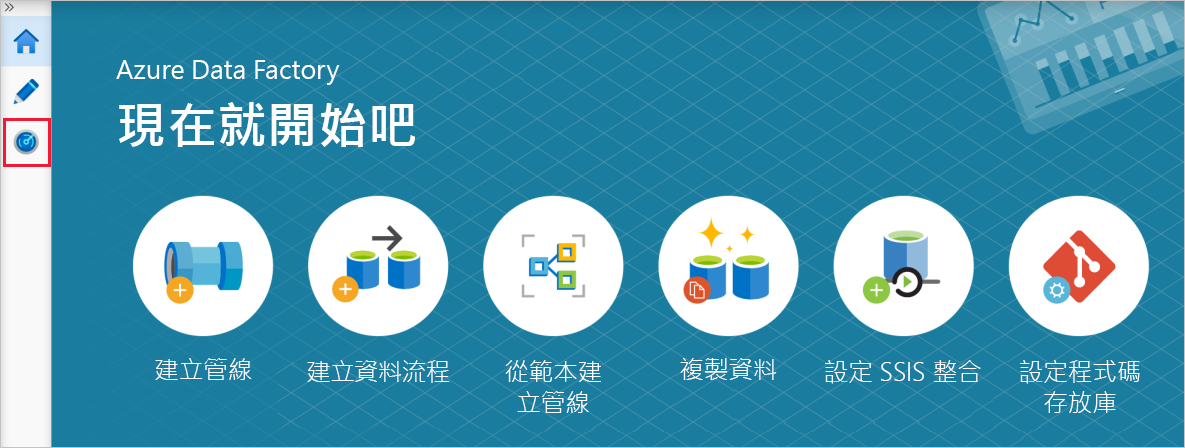 Azure Data Factory
現在就開始吧
建立管線
建立資料流程
從範本建
立管線
複製資料
設定 SSIS 整合
設定程式碼
存放庫